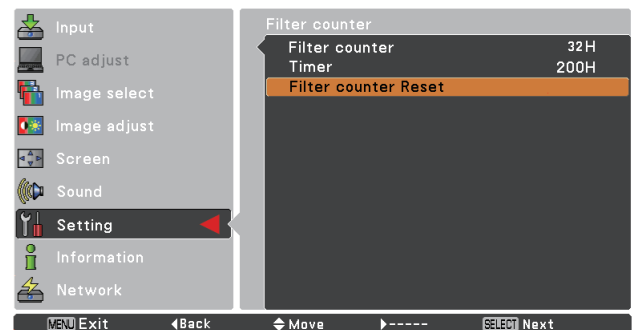 Input
PC adjust
Image select
Image adjust
Screen
Sound
Setting
Information
Network
Filter counter
Filter counter 32H
Timer 200H
Filter counter Reset
MENU Exit Back Move ----- SELECT Next